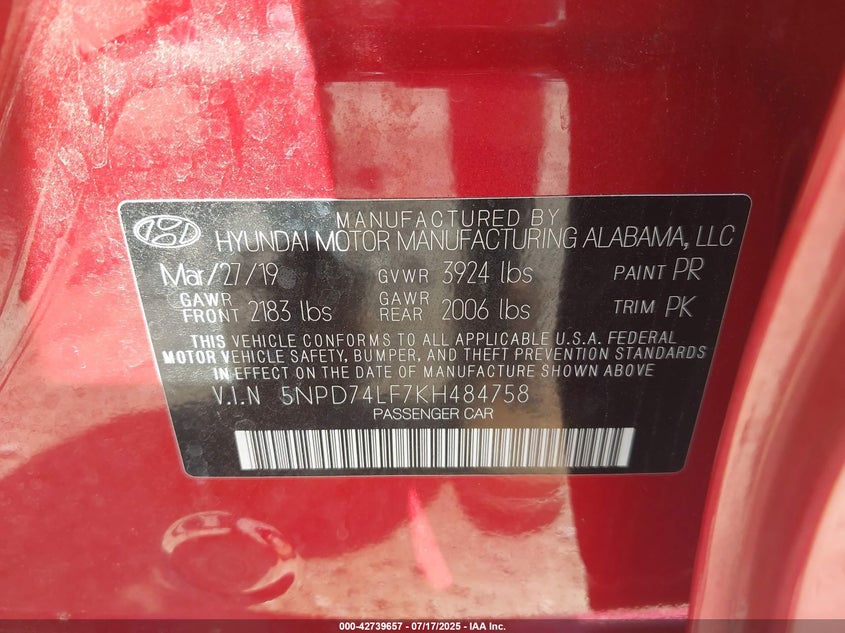 MANUFACTURED BY
HYUNDAI MOTOR MANUFACTURING ALABAMA, LLC
Mar/27/19 GVWR 3924 lbs PAINT PR
GAWR FRONT 2183 lbs GAWR REAR 2006 lbs TRIM PK
THIS VEHICLE CONFORMS TO ALL APPLICABLE U.S.A. FEDERAL
MOTOR VEHICLE SAFETY, BUMPER, AND THEFT PREVENTION STANDARDS
IN EFFECT ON THE DATE OF MANUFACTURE SHOWN ABOVE
V.I.N 5NPD74LF7KH484758
PASSENGER CAR
000-42739657 - 07/17/2025 - IAA Inc.